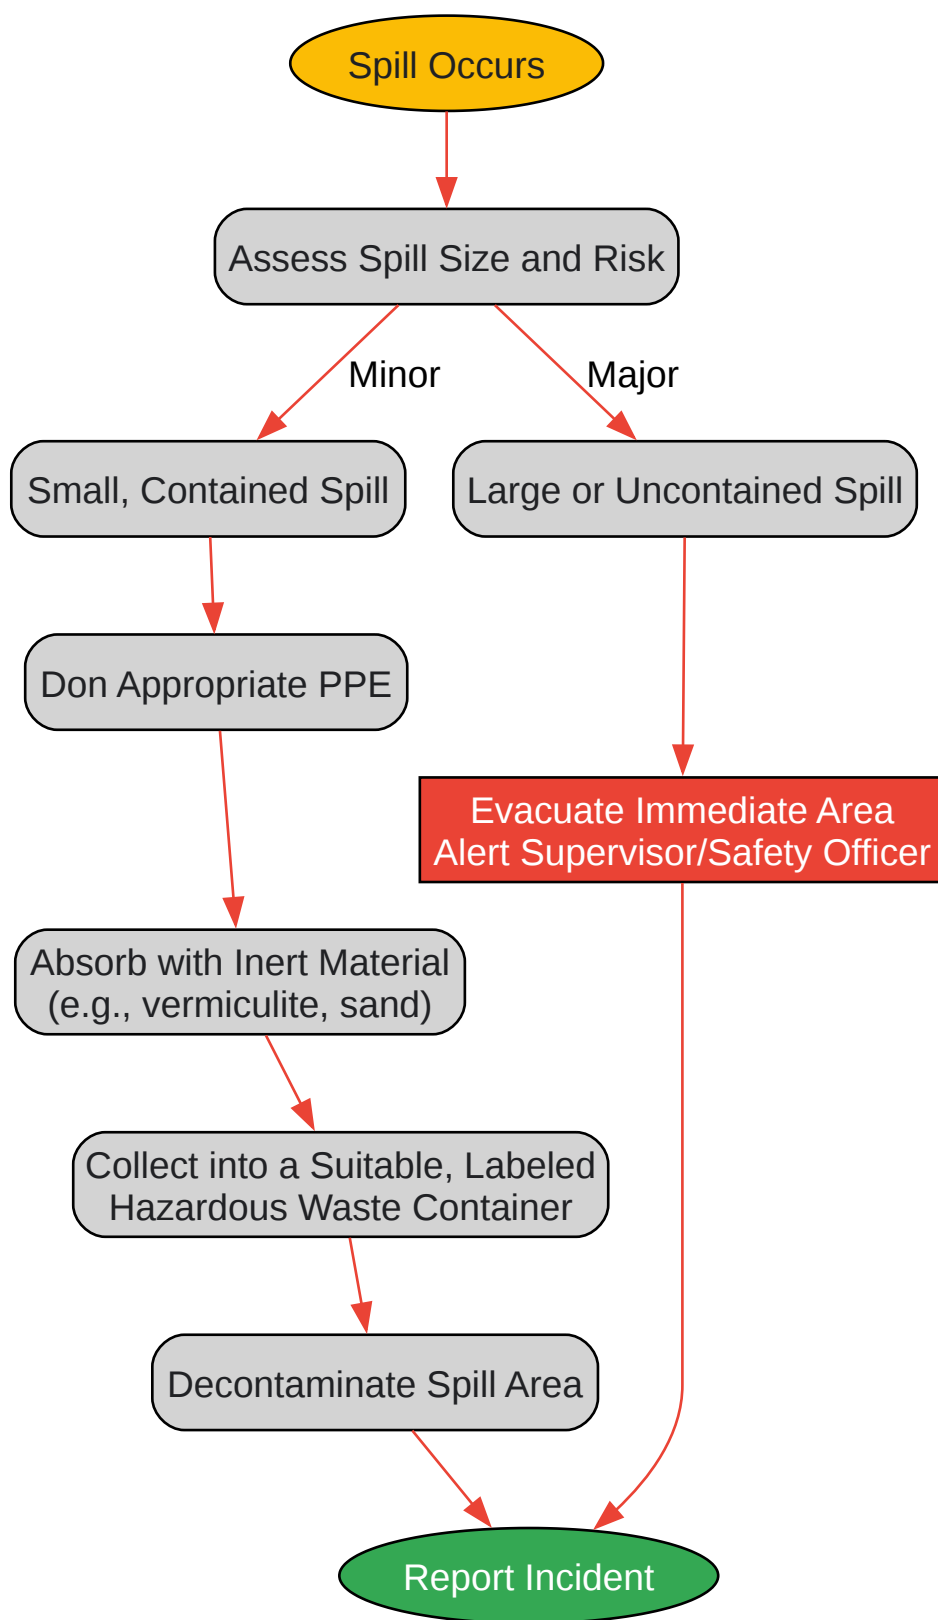 Spill Occurs
Assess Spill Size and Risk
Minor
Major
Small, Contained Spill
Large or Uncontained Spill
Don Appropriate PPE
Evacuate Immediate Area
Alert Supervisor/Safety Officer
Absorb with Inert Material
(e.g., vermiculite, sand)
Collect into a Suitable, Labeled
Hazardous Waste Container
Decontaminate Spill Area
Report Incident